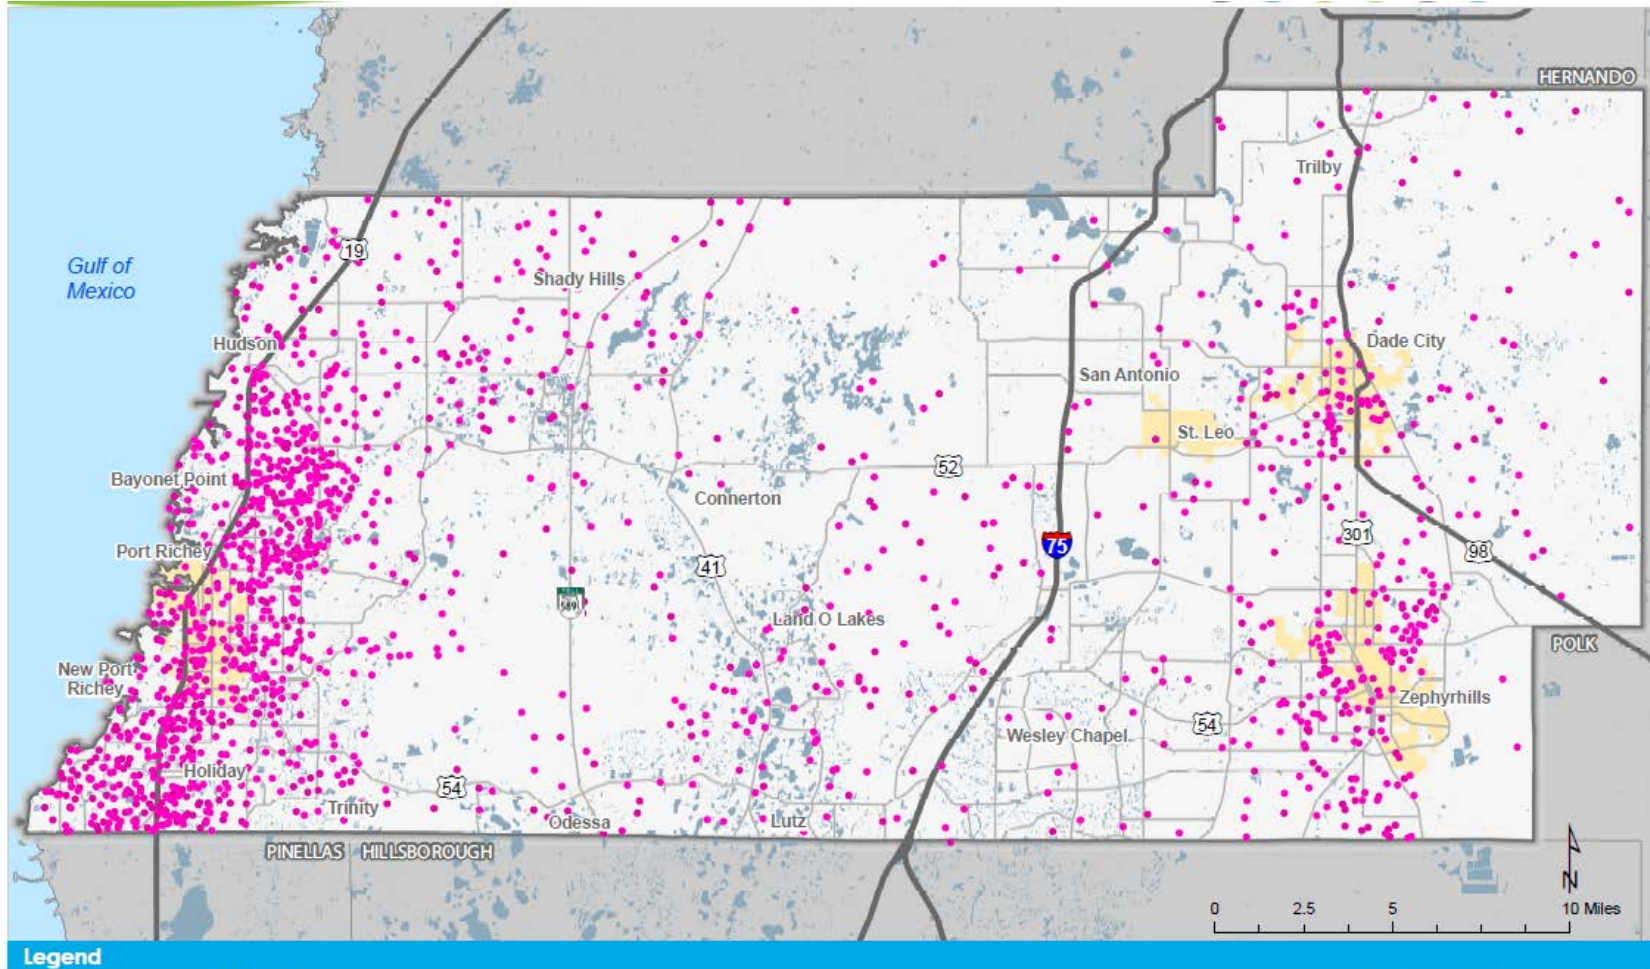 HERNANDO
Trilby
19
Gulf of
Mexico
Shady Hills
Hudson
Dade City
San Antonio
St. Leo
52
Bayonet Point
Connerton
301
Port Richey
75
98
41
TOLL
589
Land O Lakes
POLK
New Port
Richey
Zephyrhills
54
Wesley Chapel
Holiday
54
Trinity
Odessa
Lutz
PINELLAS
HILLSBOROUGH
N
0 2.5 5 10 Miles
Legend